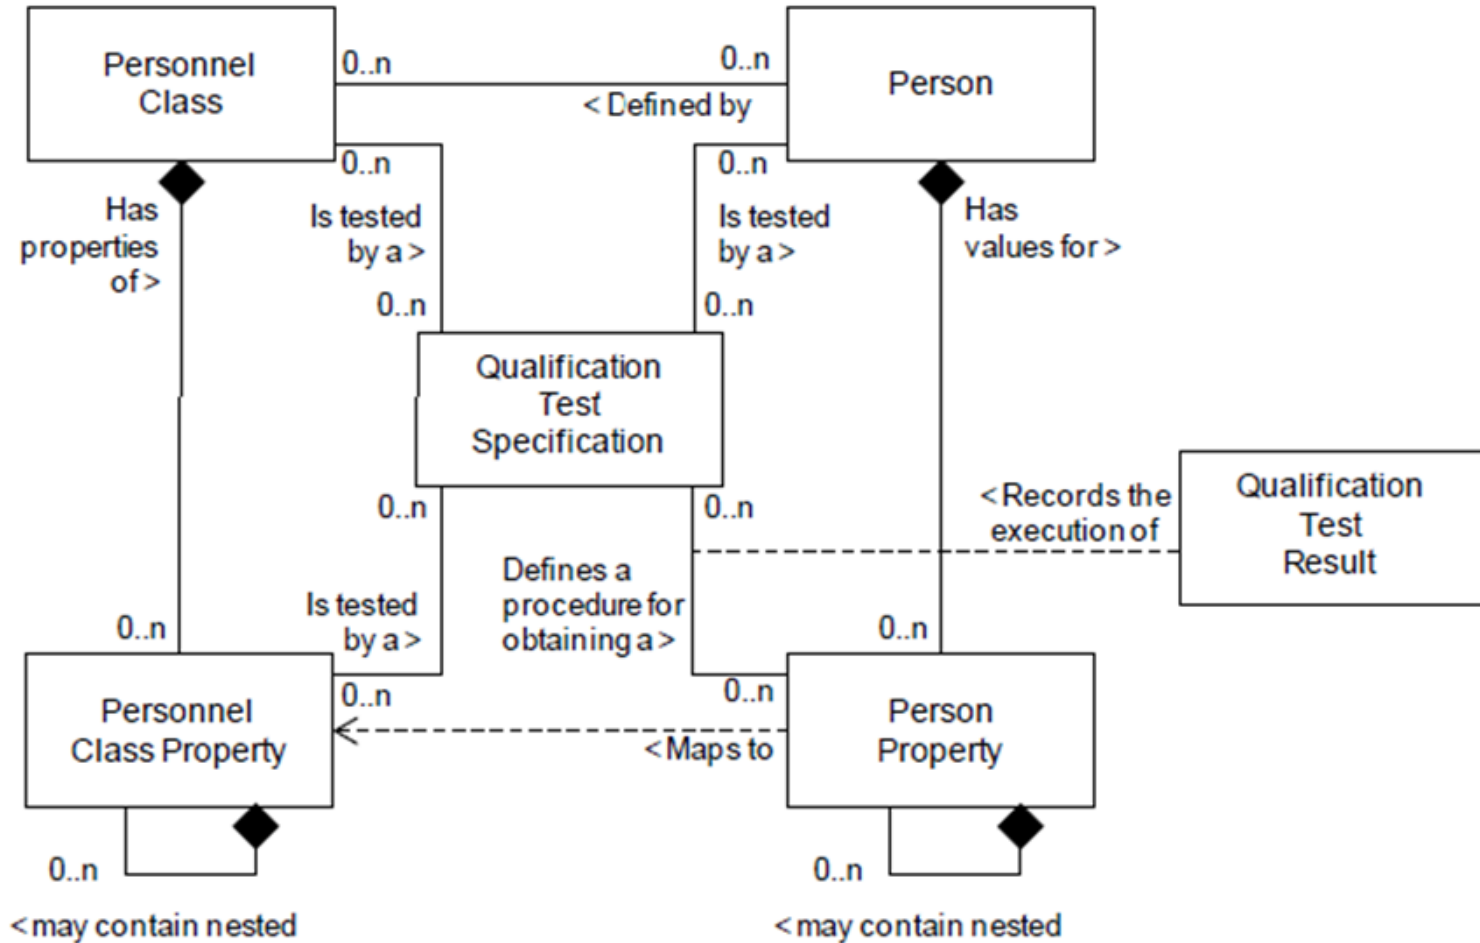 Personnel
Class
0..n
0..n
Person
< Defined by
0..n
0..n
Has
properties
of >
Is tested
by a >
Is tested
by a >
Has
values for >
0..n
0..n
Qualification
Test
Specification
0..n
0..n
< Records the
execution of
Qualification
Test
Result
Defines a
procedure for
obtaining a >
Is tested
by a >
0..n
0..n
0..n
0..n
Personnel
Class Property
< Maps to
Person
Property
0..n
0..n
< may contain nested
< may contain nested